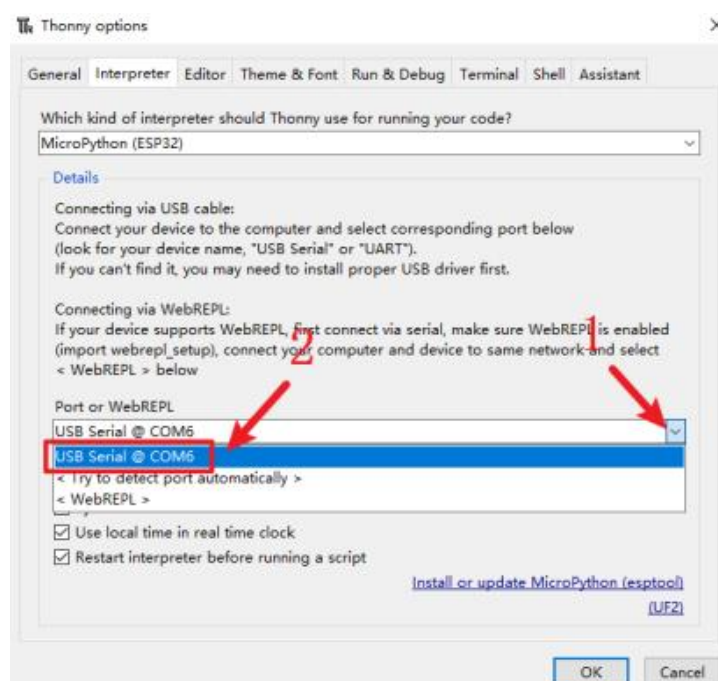 Thonny options
General Interpreter Editor Theme & Font Run & Debug Terminal Shell Assistant
Which kind of interpreter should Thonny use for running your code?
MicroPython (ESP32)
Details
Connecting via USB cable:
Connect your device to the computer and select corresponding port below
(look for your device name, "USB Serial" or "UART").
If you can't find it, you may need to install proper USB driver first.
Connecting via WebREPL:
If your device supports WebREPL, first connect via serial, make sure WebREPL is enabled
(import webrepl_setup), connect your computer and device to same network and select
< WebREPL > below
2
1
Port or WebREPL
USB Serial @ COM6
USB Serial @ COM6
< Try to detect port automatically >
< WebREPL >
Use local time in real time clock
Restart interpreter before running a script
Install or update MicroPython (esptool)
(UF2)
OK Cancel